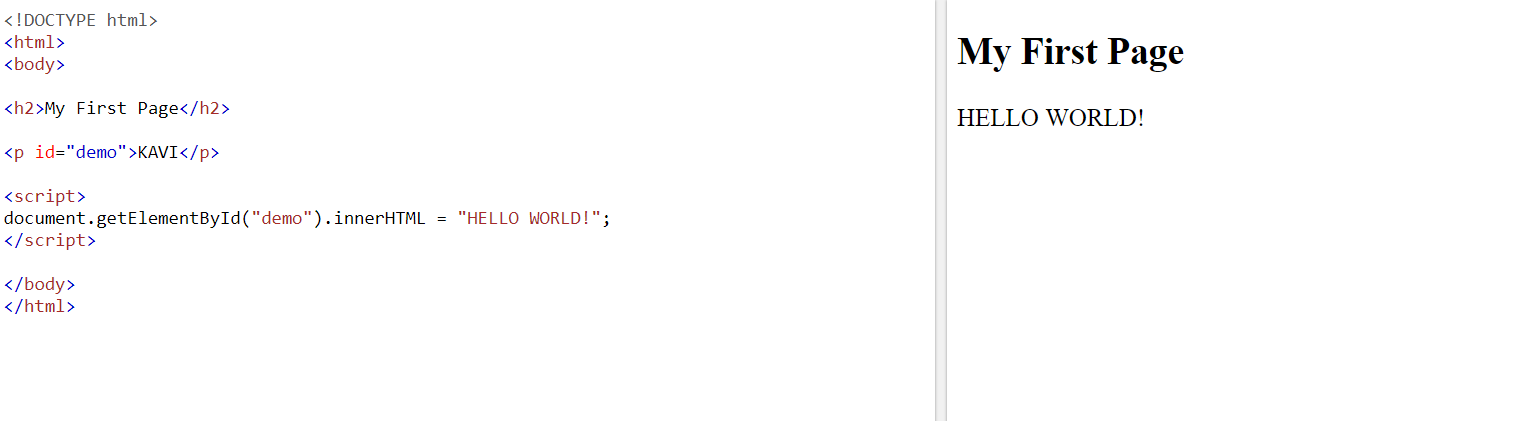 <!DOCTYPE html>
<html>
<body>
<h2>My First Page</h2>
<p id="demo">KAVI</p>
<script>
document.getElementById("demo").innerHTML = "HELLO WORLD!";
</script>
</body>
</html>
My First Page
HELLO WORLD!